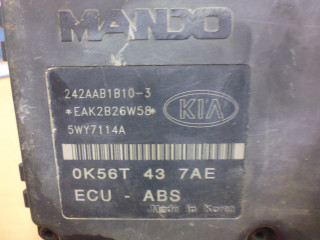 MANDO
242AAB1B10-3
*EAK2B26W58*
KIA
5WY7114A
0K56T 43 7AE
ECU - ABS
Made in Korea